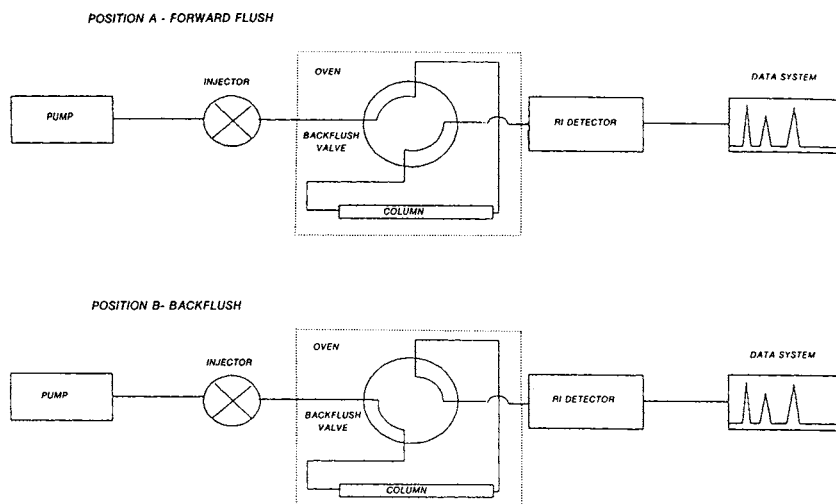 POSITION A - FORWARD FLUSH
OVEN
INJECTOR
DATA SYSTEM
PUMP
RI DETECTOR
BACKFLUSH
VALVE
COLUMN
POSITION B- BACKFLUSH
OVEN
INJECTOR
DATA SYSTEM
PUMP
RI DETECTOR
BACKFLUSH
VALVE
COLUMN